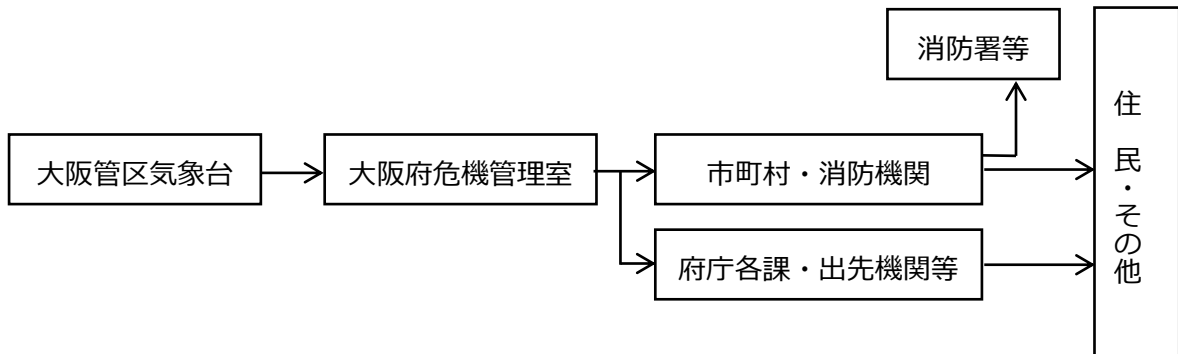 消防署等
大阪管区気象台
大阪府危機管理室
市町村・消防機関
府庁各課・出先機関等
住民・その他